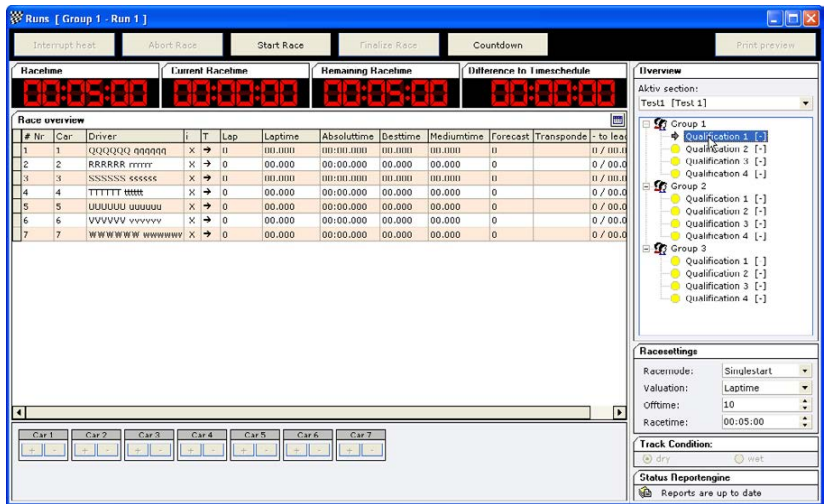 Runs [ Group 1 - Run 1 ]
Interrupt heat Abort Race Start Race Finalize Race Countdown Print preview
Racetime Current Racetime Remaining Racetime Difference to Timeschedule
00:05:00 00:00:00 00:05:00 00:00:00
Race overview
# Nr Car Driver i T Lap Laptime Absoluttime Besttime Mediumtime Forecast Transponde - to lead
1 1 QQQQQQ qqqqqq X 0 00.000 00:00.000 00.000 00.000 0 0 / 00.0
2 2 RRRRRR rrrrrr X 0 00.000 00:00.000 00.000 00.000 0 0 / 00.0
3 3 SSSSSS ssssss X 0 00.000 00:00.000 00.000 00.000 0 0 / 00.0
4 4 TTTTTT tttttt X 0 00.000 00:00.000 00.000 00.000 0 0 / 00.0
5 5 UUUUUU uuuuuu X 0 00.000 00:00.000 00.000 00.000 0 0 / 00.0
6 6 VVVVVV vvvvvv X 0 00.000 00:00.000 00.000 00.000 0 0 / 00.0
7 7 WWWWWW wwwwww X 0 00.000 00:00.000 00.000 00.000 0 0 / 00.0
Car 1 Car 2 Car 3 Car 4 Car 5 Car 6 Car 7
+ - + - + - + - + - + - + -
Overview
Aktiv section:
Test1 [Test 1]
Group 1
Qualification 1 [-]
Qualification 2 [-]
Qualification 3 [-]
Qualification 4 [-]
Group 2
Qualification 1 [-]
Qualification 2 [-]
Qualification 3 [-]
Qualification 4 [-]
Group 3
Qualification 1 [-]
Qualification 2 [-]
Qualification 3 [-]
Qualification 4 [-]
Racesettings
Racemode: Singlestart
Valuation: Laptime
Offtime: 10
Racetime: 00:05:00
Track Condition:
dry wet
Status Reportengine
Reports are up to date